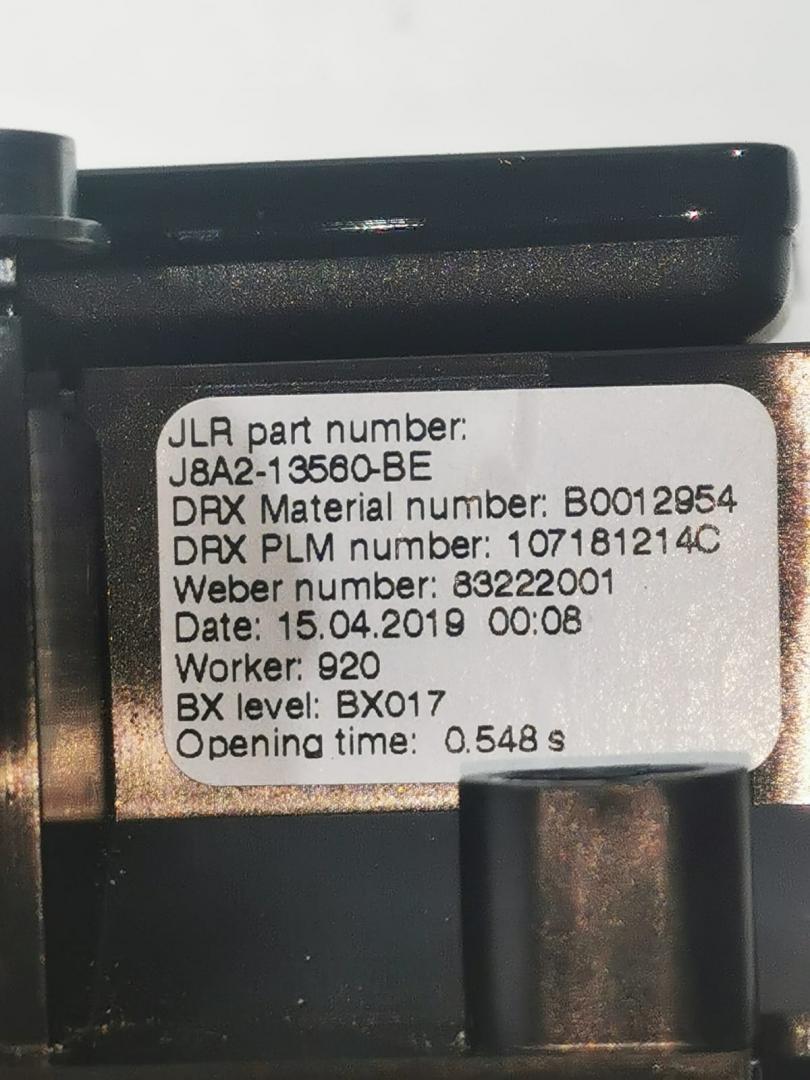 JLR part number:
J8A2-13560-BE
DRX Material number: B0012954
DRX PLM number: 107181214C
Weber number: 83222001
Date: 15.04.2019 00:08
Worker: 920
BX level: BX017
Opening time: 0.548 s